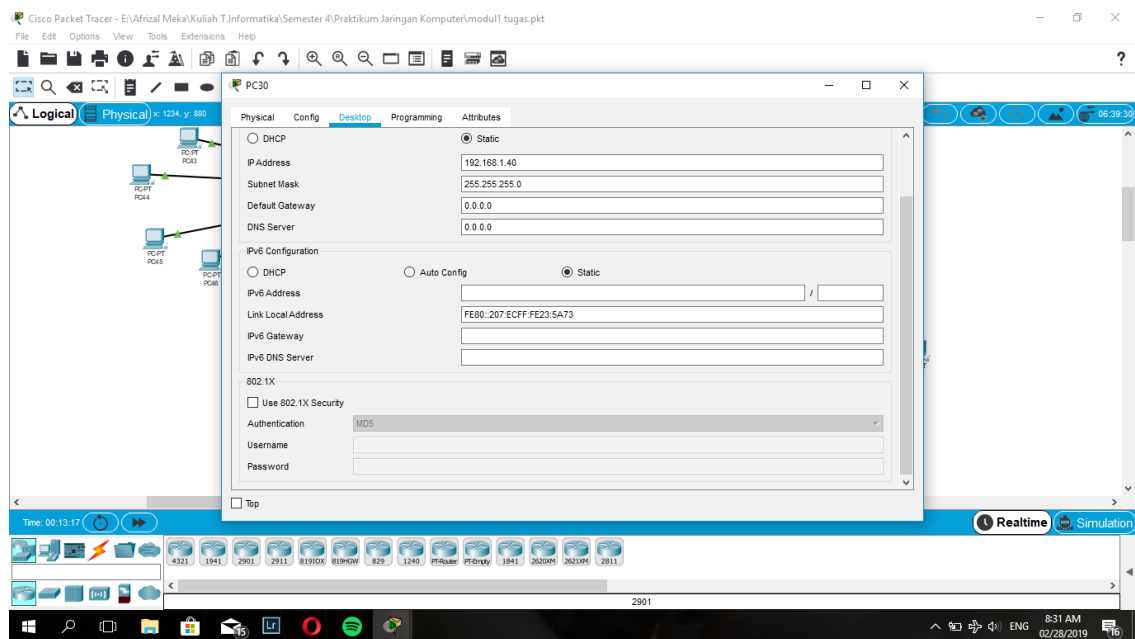 Cisco Packet Tracer - E:\Afrizal Meka\Kuliah T.Informatika\Semester 4\Praktikum Jaringan Komputer\modul1 tugas.pkt
File Edit Options View Tools Extensions Help
?
Logical Physical x: 1234, y: 880 06:39:30
PC30
Physical Config Desktop Programming Attributes
DHCP Static
IP Address 192.168.1.40
Subnet Mask 255.255.255.0
Default Gateway 0.0.0.0
DNS Server 0.0.0.0
IPv6 Configuration
DHCP Auto Config Static
IPv6 Address /
Link Local Address FE80::207:ECFF:FE23:5A73
IPv6 Gateway
IPv6 DNS Server
802.1X
Use 802.1X Security
Authentication MD5
Username
Password
Top
PC-PT
PC43
PC-PT
PC44
PC-PT
PC45
PC-PT
PC46
Time: 00:13:17 Realtime Simulation
4321 1941 2901 2911 819IOX 819HGW 829 1240 PT-Router PT-Empty 1841 2620XM 2621XM 2811
2901
15 Lr ENG 8:31 AM
02/28/2019 16